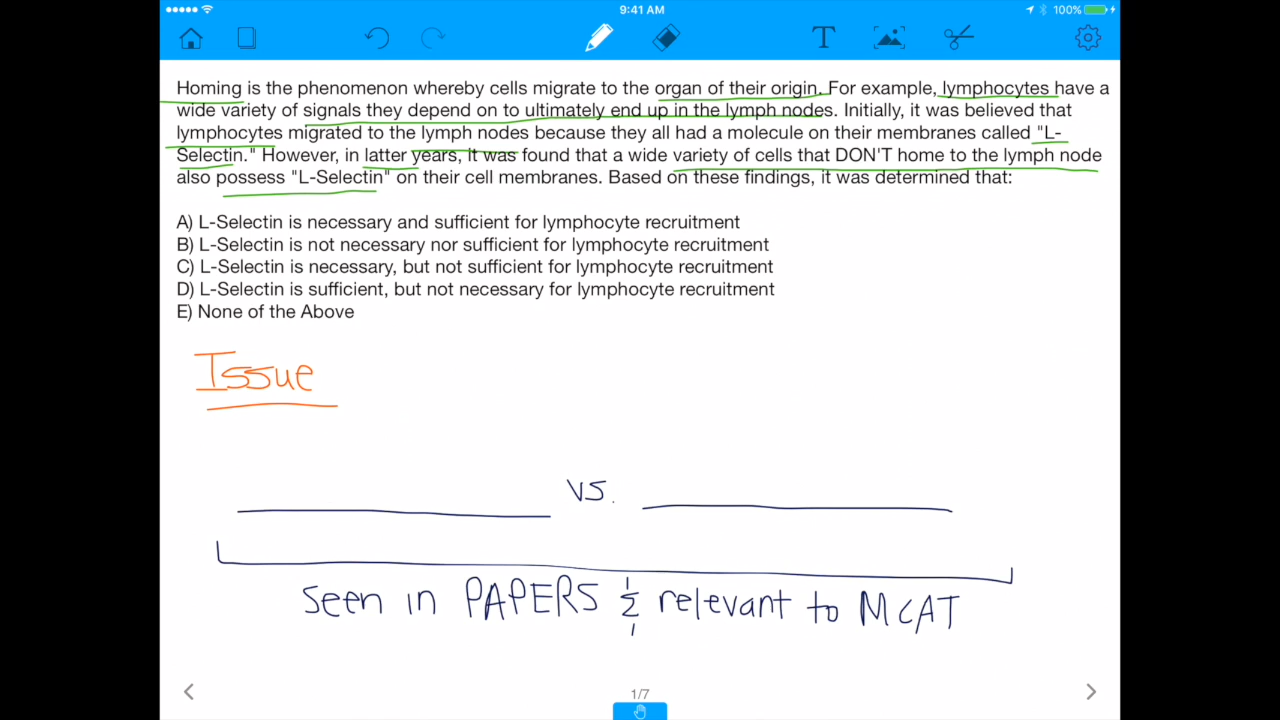 9:41 AM
100%
T
Homing is the phenomenon whereby cells migrate to the organ of their origin. For example, lymphocytes have a
wide variety of signals they depend on to ultimately end up in the lymph nodes. Initially, it was believed that
lymphocytes migrated to the lymph nodes because they all had a molecule on their membranes called "L-
Selectin." However, in latter years, it was found that a wide variety of cells that DON'T home to the lymph node
also possess "L-Selectin" on their cell membranes. Based on these findings, it was determined that:
A) L-Selectin is necessary and sufficient for lymphocyte recruitment
B) L-Selectin is not necessary nor sufficient for lymphocyte recruitment
C) L-Selectin is necessary, but not sufficient for lymphocyte recruitment
D) L-Selectin is sufficient, but not necessary for lymphocyte recruitment
E) None of the Above
Issue
vs.
seen in PAPERS & relevant to MCAT
1/7